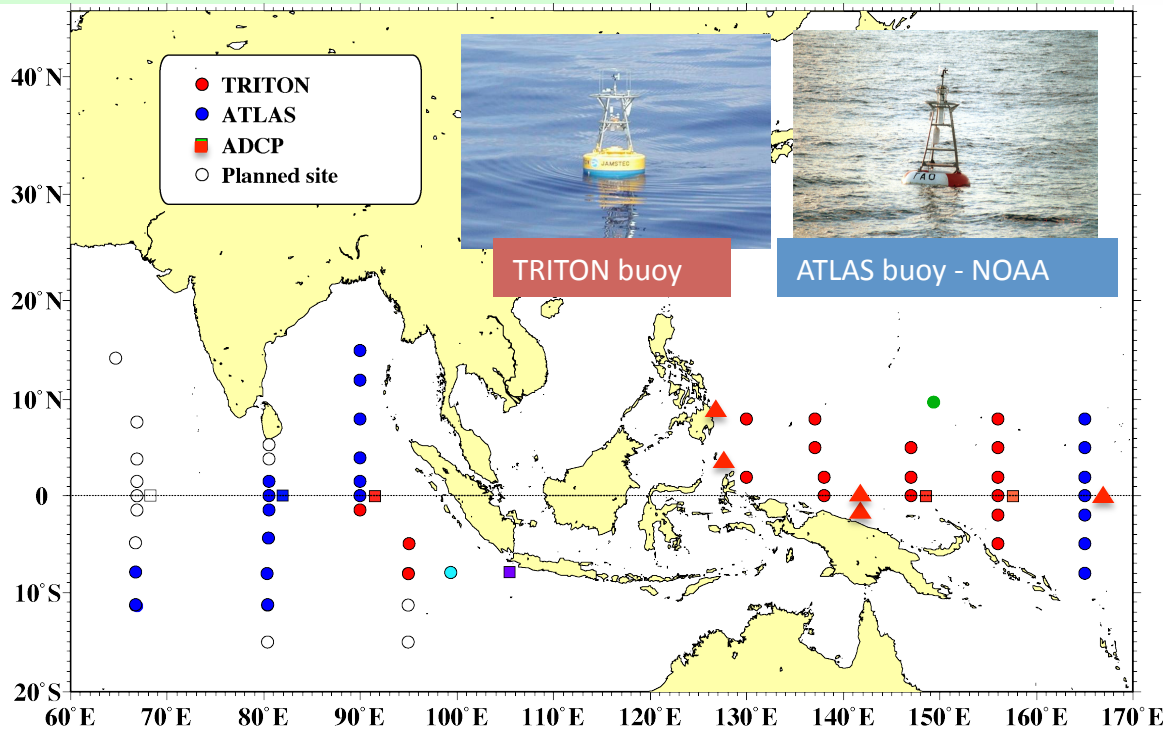 TRITON
ATLAS
ADCP
Planned site
JAMSTEC
TAO
TRITON buoy
ATLAS buoy - NOAA
40°N
30°N
20°N
10°N
0
10°S
20°S
60°E 70°E 80°E 90°E 100°E 110°E 120°E 130°E 140°E 150°E 160°E 170°E